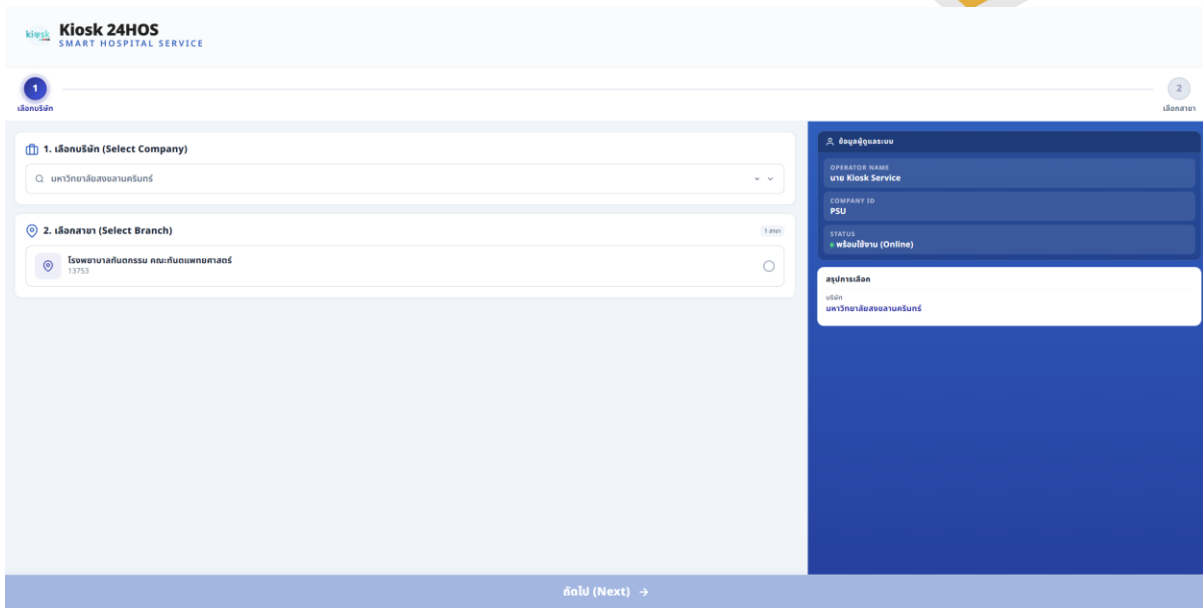 kiosk
Kiosk 24HOS
SMART HOSPITAL SERVICE
1
เลือกบริษัท
2
เลือกสาขา
1. เลือกบริษัท (Select Company)
มหาวิทยาลัยสงขลานครินทร์
2. เลือกสาขา (Select Branch)
1 สาขา
โรงพยาบาลทันตกรรม คณะทันตแพทยศาสตร์
13753
ข้อมูลผู้ดูแลระบบ
OPERATOR NAME
นาย Kiosk Service
COMPANY ID
PSU
STATUS
พร้อมใช้งาน (Online)
สรุปการเลือก
บริษัท
มหาวิทยาลัยสงขลานครินทร์
ถัดไป (Next) →